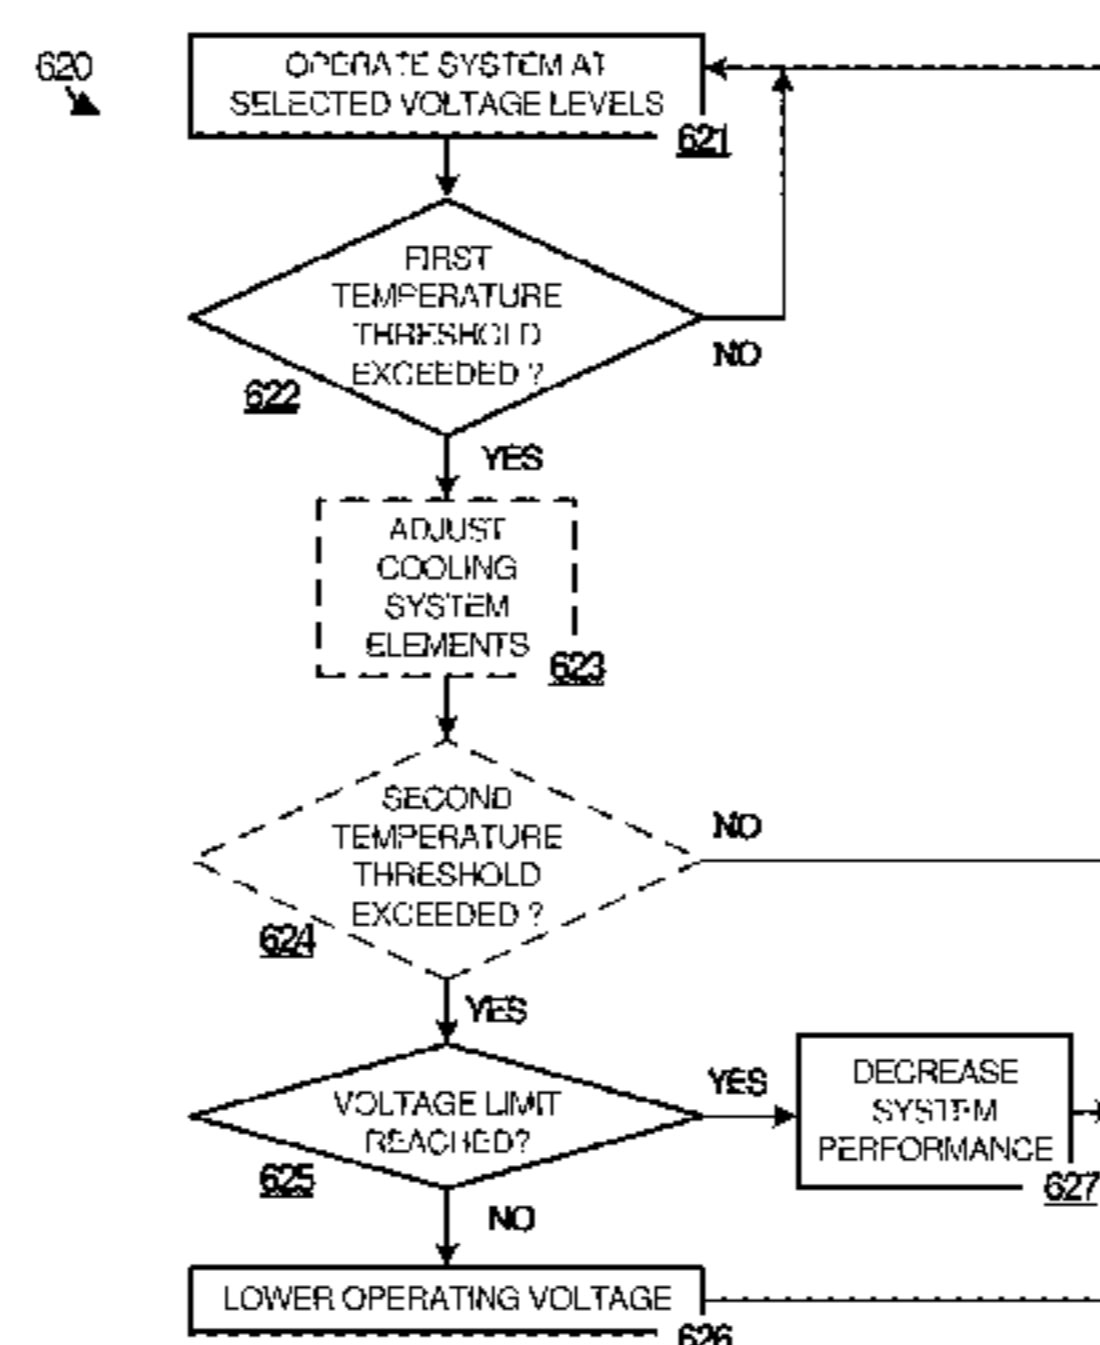 620
OPERATE SYSTEM AT
SELECTED VOLTAGE LEVELS
621
FIRST
TEMPERATURE
THRESHOLD
EXCEEDED ?
622
NO
YES
ADJUST
COOLING
SYSTEM
ELEMENTS
623
SECOND
TEMPERATURE
THRESHOLD
EXCEEDED ?
624
NO
YES
VOLTAGE LIMIT
REACHED?
625
YES
DECREASE
SYSTEM
PERFORMANCE
627
NO
LOWER OPERATING VOLTAGE
626